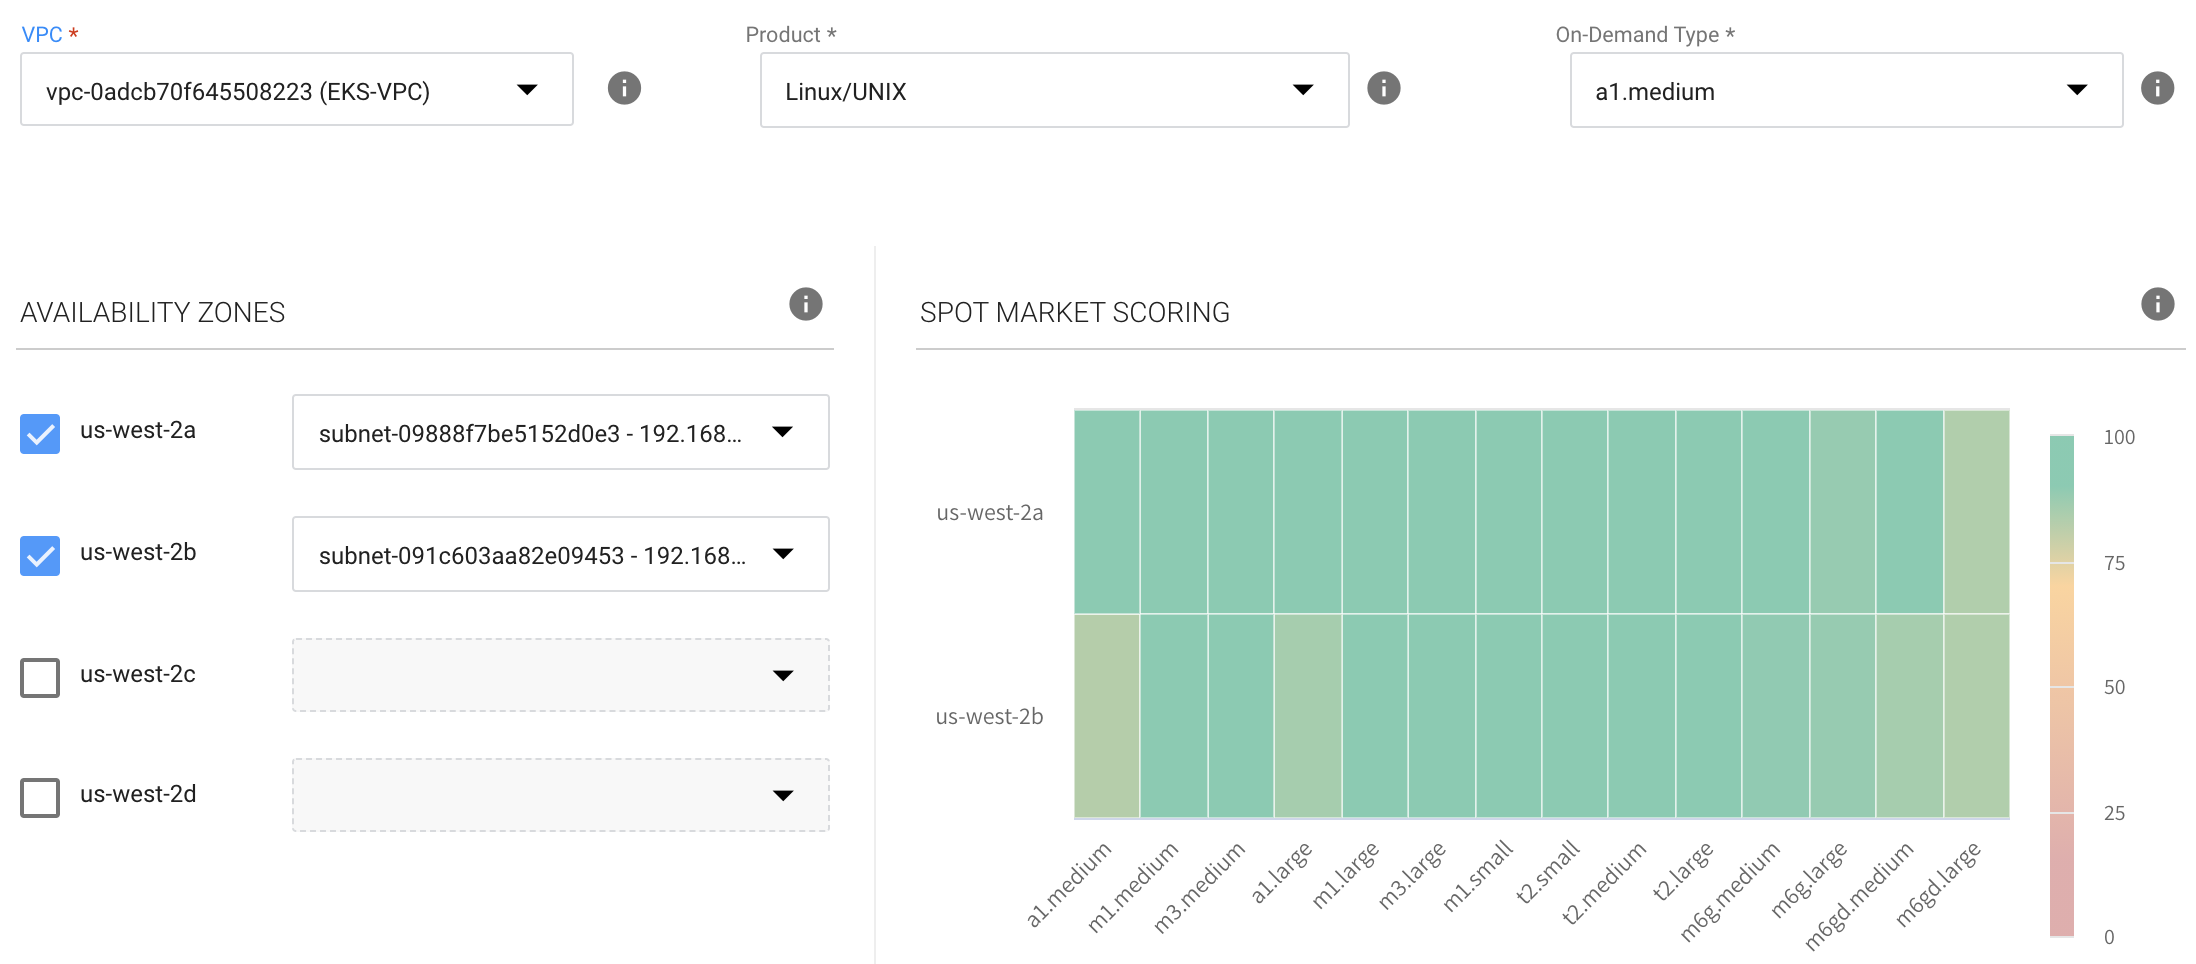 VPC *
Product *
On-Demand Type *
vpc-0adcb70f645508223 (EKS-VPC)
Linux/UNIX
a1.medium
AVAILABILITY ZONES
us-west-2a
subnet-09888f7be5152d0e3 - 192.168...
us-west-2b
subnet-091c603aa82e09453 - 192.168...
us-west-2c
us-west-2d
SPOT MARKET SCORING
us-west-2a
us-west-2b
a1.medium
m1.medium
m3.medium
a1.large
m1.large
m3.large
m1.small
t2.small
t2.medium
t2.large
m6g.medium
m6g.large
m6gd.medium
m6gd.large
100
75
50
25
0